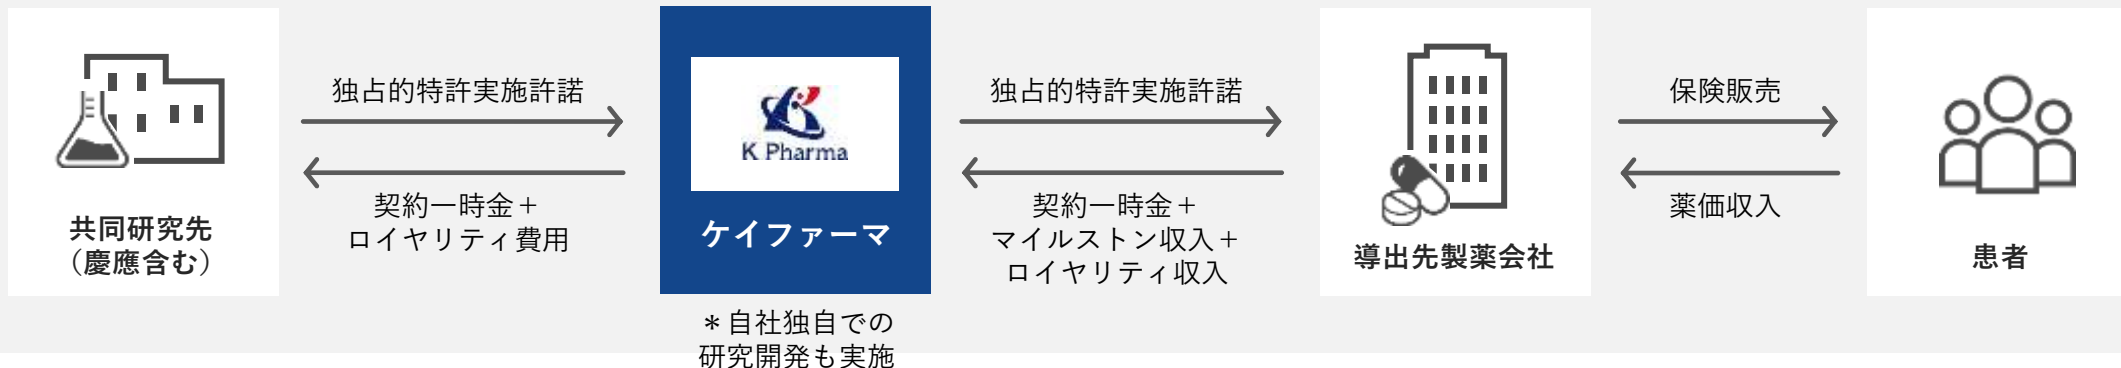 共同研究先
（慶應含む）
独占的特許実施許諾
契約一時金＋
ロイヤリティ費用
K Pharma
ケイファーマ
＊自社独自での
研究開発も実施
独占的特許実施許諾
契約一時金＋
マイルストン収入＋
ロイヤリティ収入
導出先製薬会社
保険販売
薬価収入
患者